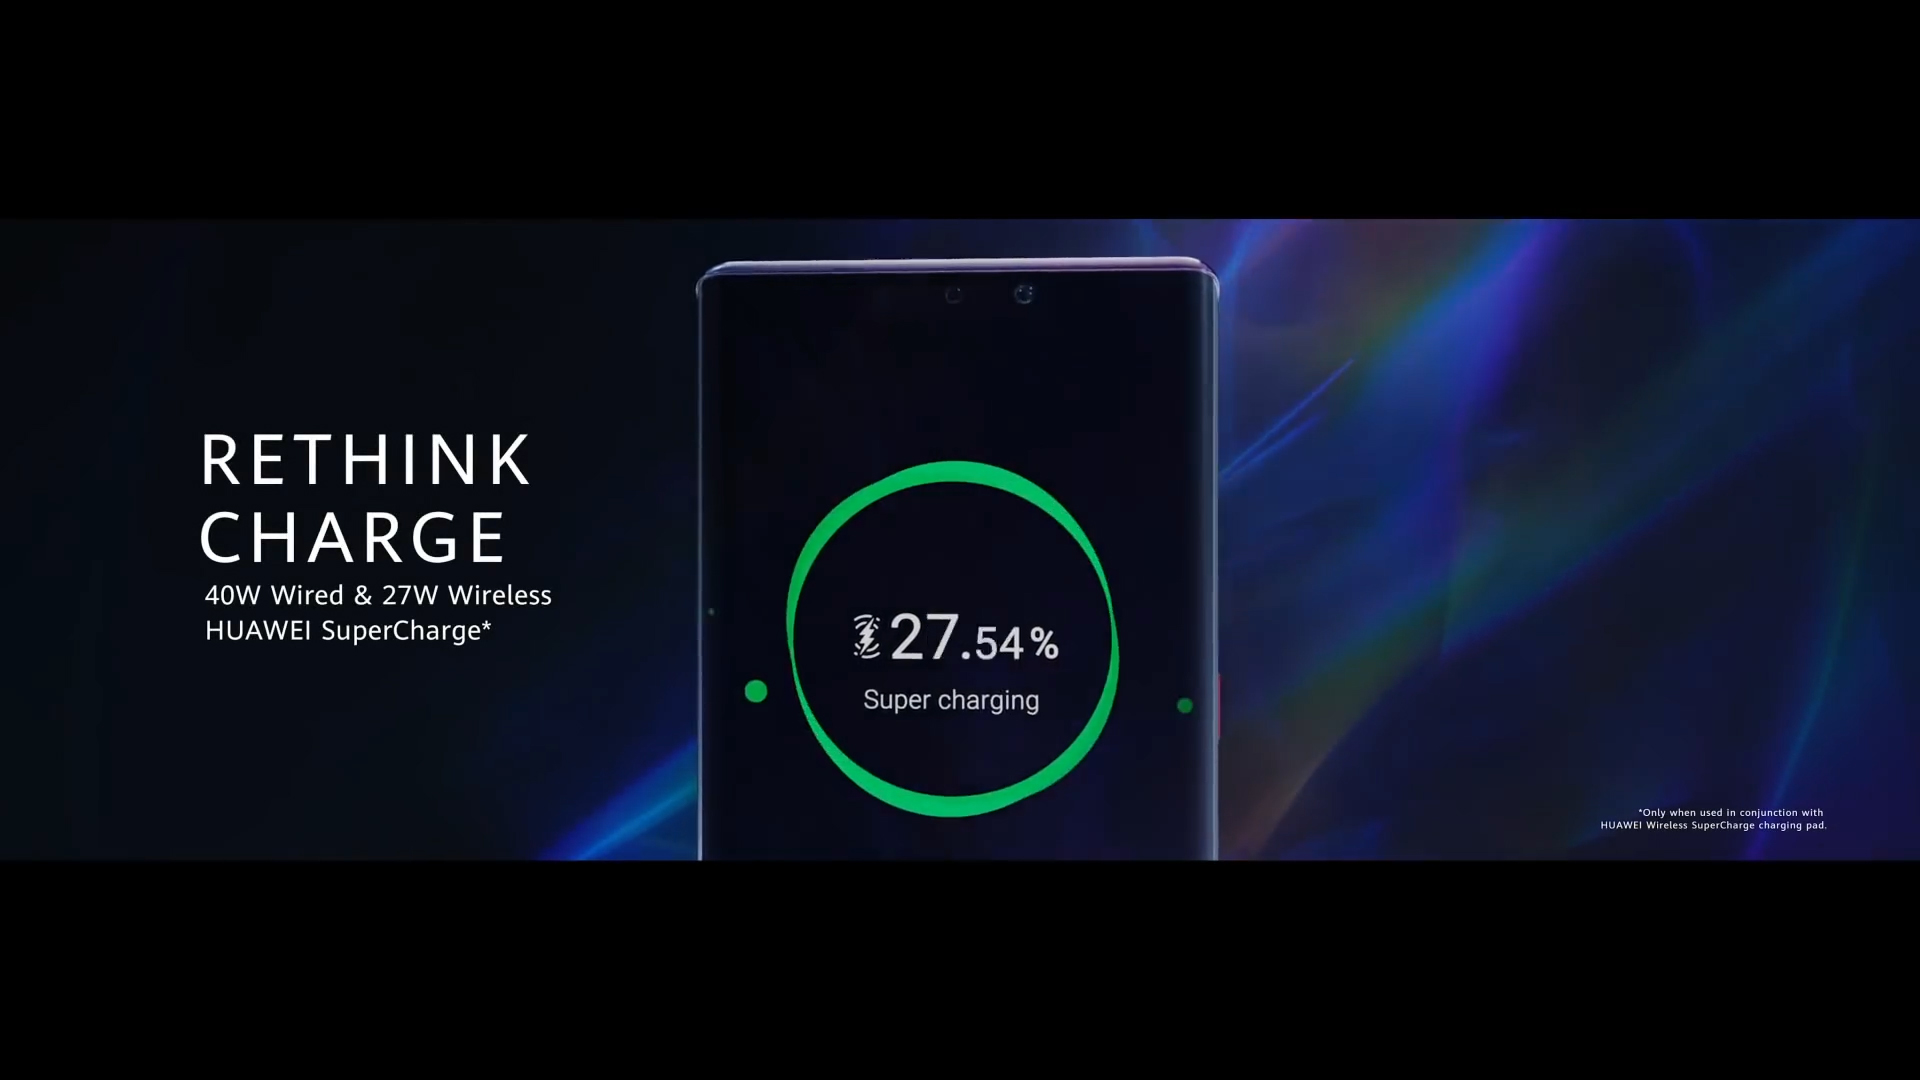 RETHINK
CHARGE
40W Wired & 27W Wireless
HUAWEI SuperCharge*
27.54%
Super charging
*Only when used in conjunction with
HUAWEI Wireless SuperCharge charging pad.